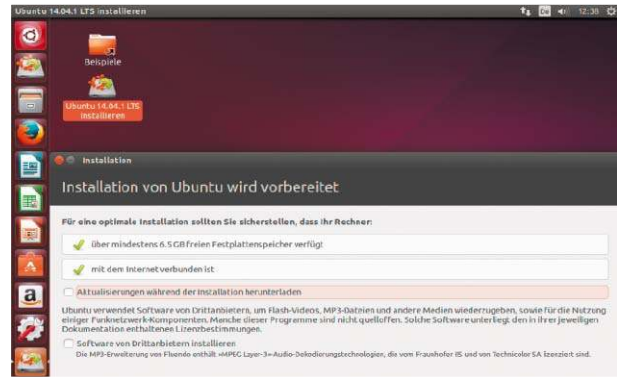 Ubuntu 14.04.1 LTS installieren
De
12:38
Beispiele
Ubuntu 14.04.1 LTS
installieren
Installation
Installation von Ubuntu wird vorbereitet
Für eine optimale Installation sollten Sie sicherstellen, dass Ihr Rechner:
über mindestens 6.5 GB freien Festplattenspeicher verfügt
mit dem Internet verbunden ist
Aktualisierungen während der Installation herunterladen
Ubuntu verwendet Software von Drittanbietern, um Flash-Videos, MP3-Dateien und andere Medien wiederzugeben, sowie für die Nutzung
einiger Funknetzwerk-Komponenten. Manche dieser Programme sind nicht quelloffen. Solche Software unterliegt den in ihrer jeweiligen
Dokumentation enthaltenen Lizenzbestimmungen.
Software von Drittanbietern installieren
Die MP3-Erweiterung von Fluendo enthält »MPEG Layer-3«-Audio-Dekodierungstechnologien, die vom Fraunhofer IIS und von Technicolor SA lizenziert sind.